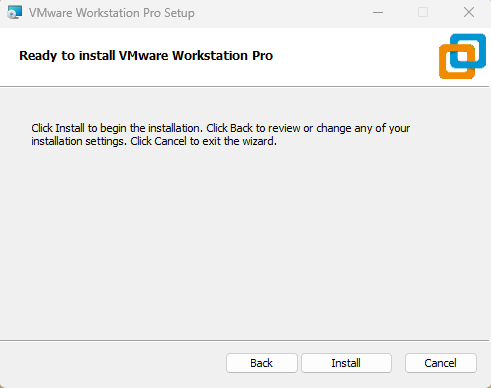 VMware Workstation Pro Setup
Ready to install VMware Workstation Pro
Click Install to begin the installation. Click Back to review or change any of your
installation settings. Click Cancel to exit the wizard.
Back Install Cancel